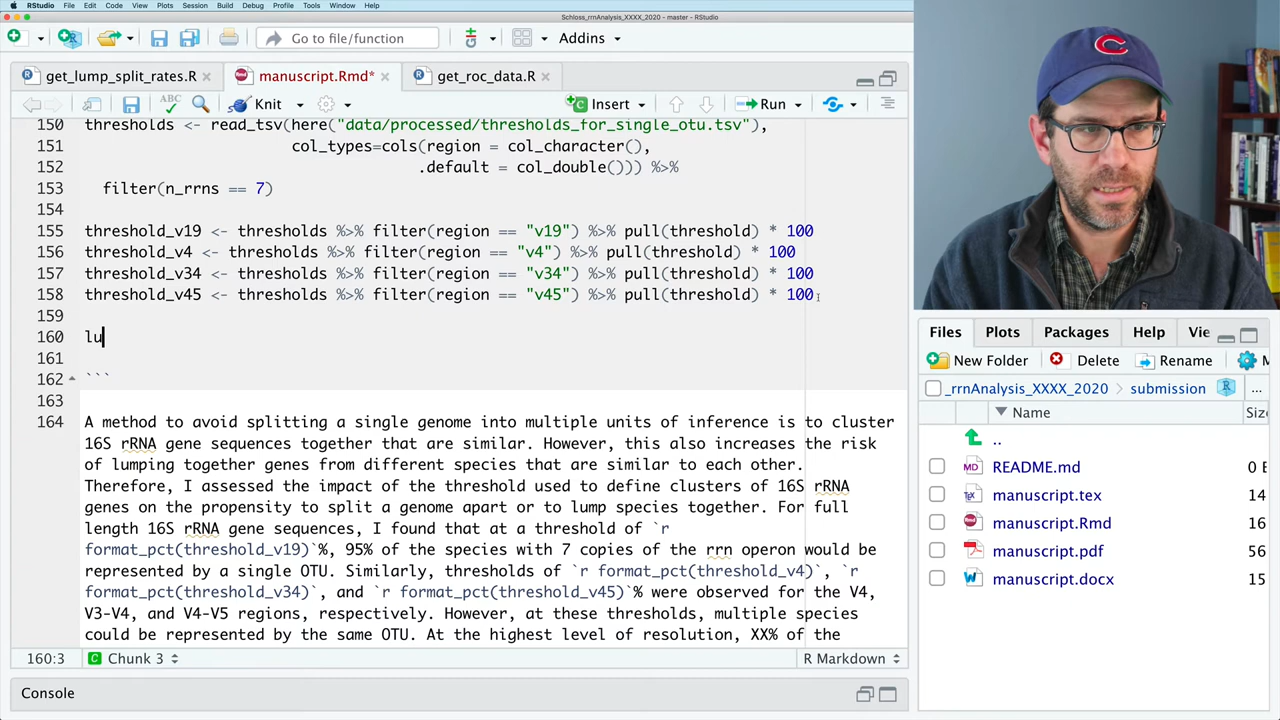 RStudio File Edit Code View Plots Session Build Debug Profile Tools Window Help
Schloss_rrnAnalysis_XXXX_2020 - master - RStudio
Go to file/function Addins
get_lump_split_rates.R manuscript.Rmd* get_roc_data.R
ABC Knit Insert Run
150 thresholds <- read_tsv(here("data/processed/thresholds_for_single_otu.tsv"),
151 col_types=cols(region = col_character(),
152 .default = col_double())) %>%
153 filter(n_rrns == 7)
154
155 threshold_v19 <- thresholds %>% filter(region == "v19") %>% pull(threshold) * 100
156 threshold_v4 <- thresholds %>% filter(region == "v4") %>% pull(threshold) * 100
157 threshold_v34 <- thresholds %>% filter(region == "v34") %>% pull(threshold) * 100
158 threshold_v45 <- thresholds %>% filter(region == "v45") %>% pull(threshold) * 100
159
160 lu
161
162 ```
163
164 A method to avoid splitting a single genome into multiple units of inference is to cluster
16S rRNA gene sequences together that are similar. However, this also increases the risk
of lumping together genes from different species that are similar to each other.
Therefore, I assessed the impact of the threshold used to define clusters of 16S rRNA
genes on the propensity to split a genome apart or to lump species together. For full
length 16S rRNA gene sequences, I found that at a threshold of `r
format_pct(threshold_v19)`%, 95% of the species with 7 copies of the rrn operon would be
represented by a single OTU. Similarly, thresholds of `r format_pct(threshold_v4)`, `r
format_pct(threshold_v34)`, and `r format_pct(threshold_v45)`% were observed for the V4,
V3-V4, and V4-V5 regions, respectively. However, at these thresholds, multiple species
could be represented by the same OTU. At the highest level of resolution, XX% of the
160:3 Chunk 3 R Markdown
Console
C
Files Plots Packages Help Vie
New Folder Delete Rename M
_rrnAnalysis_XXXX_2020 submission ...
Name Siz
..
README.md 0 B
manuscript.tex 14
manuscript.Rmd 16
manuscript.pdf 56
manuscript.docx 15